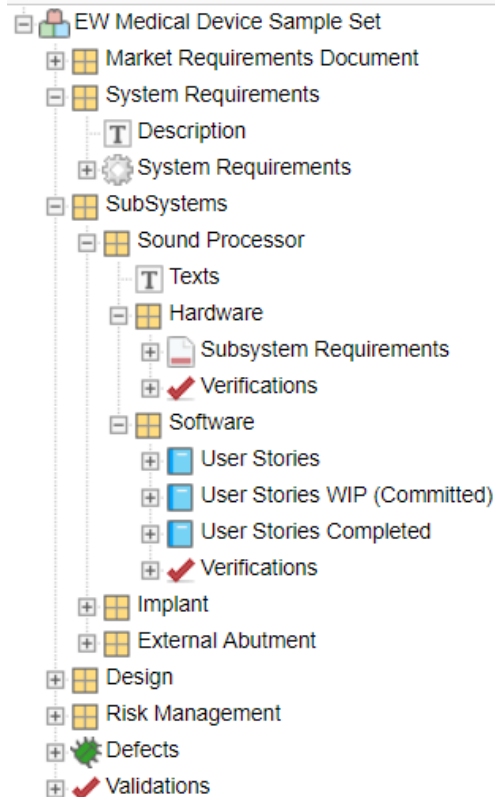 EW Medical Device Sample Set
Market Requirements Document
System Requirements
T Description
System Requirements
SubSystems
Sound Processor
T Texts
Hardware
Subsystem Requirements
Verifications
Software
User Stories
User Stories WIP (Committed)
User Stories Completed
Verifications
Implant
External Abutment
Design
Risk Management
Defects
Validations